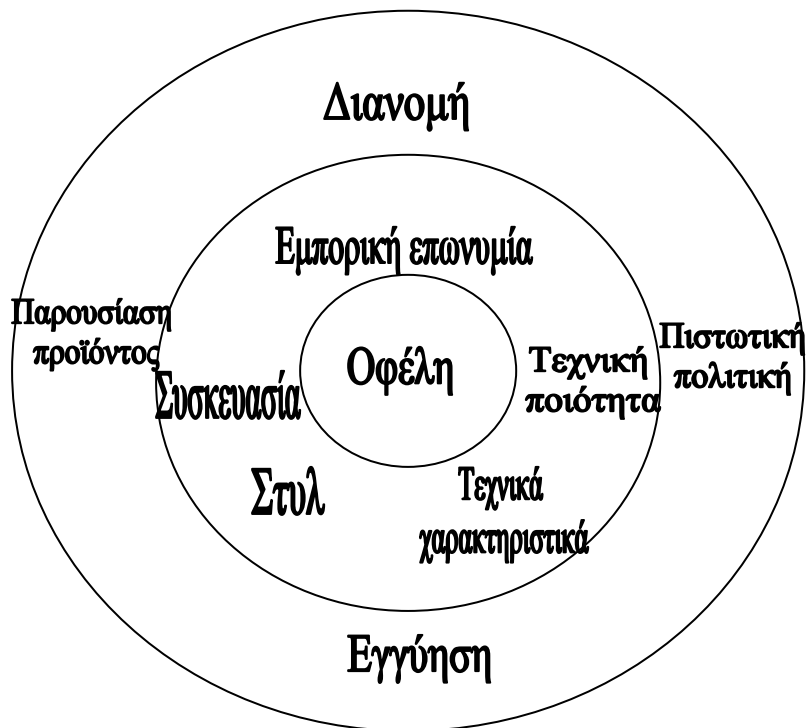 Διανομή
Εμπορική επωνυμία
Παρουσίαση
προϊόντος
Συσκευασία
Οφέλη
Τεχνική
ποιότητα
Πιστωτική
πολιτική
Στυλ
Τεχνικά
χαρακτηριστικά
Εγγύηση